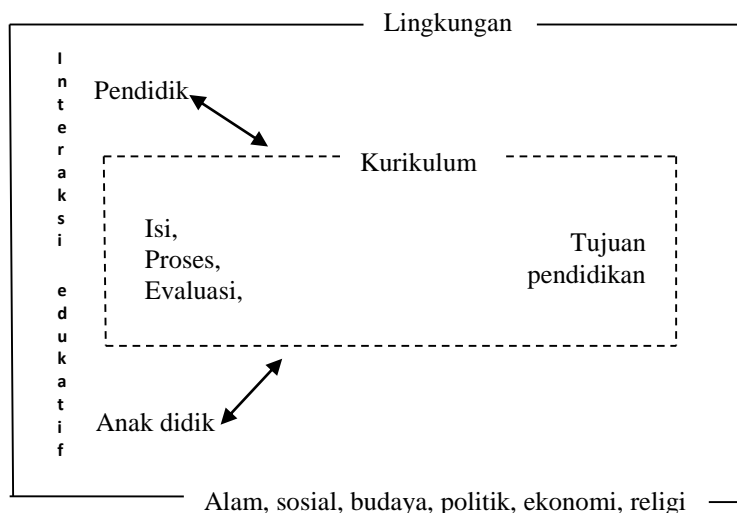 Lingkungan
Interaksi edukatif
Pendidik
Kurikulum
Isi,
Proses,
Evaluasi,
Tujuan
pendidikan
Anak didik
Alam, sosial, budaya, politik, ekonomi, religi